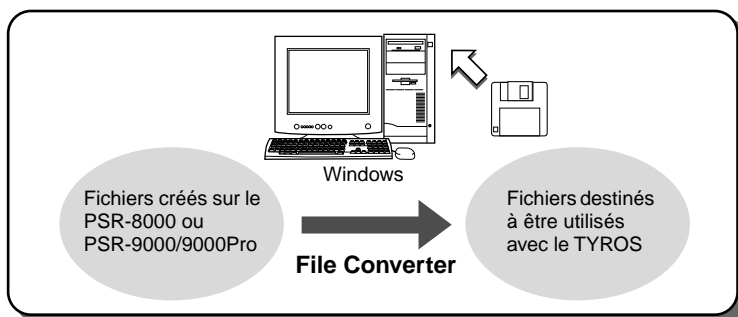 Windows
Fichiers créés sur le
PSR-8000 ou
PSR-9000/9000Pro
File Converter
Fichiers destinés
à être utilisés
avec le TYROS